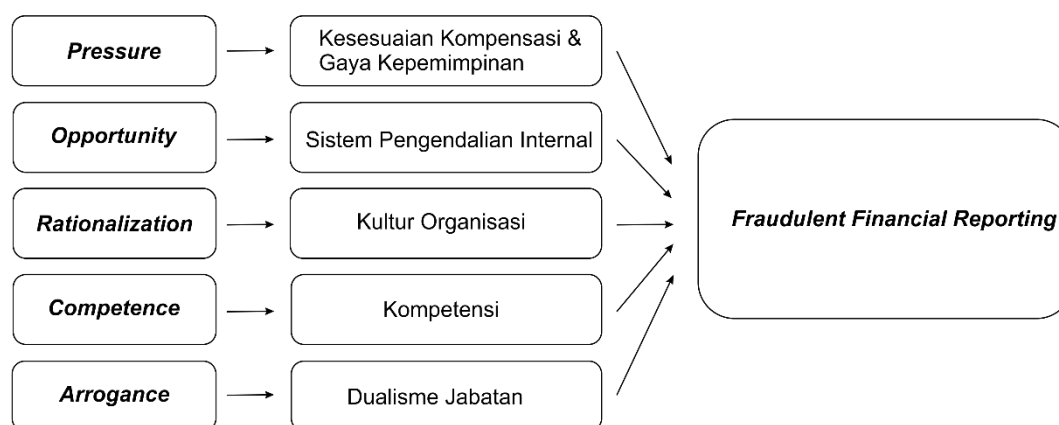 Pressure
Kesesuaian Kompensasi &
Gaya Kepemimpinan
Opportunity
Sistem Pengendalian Internal
Rationalization
Kultur Organisasi
Fraudulent Financial Reporting
Competence
Kompetensi
Arrogance
Dualisme Jabatan